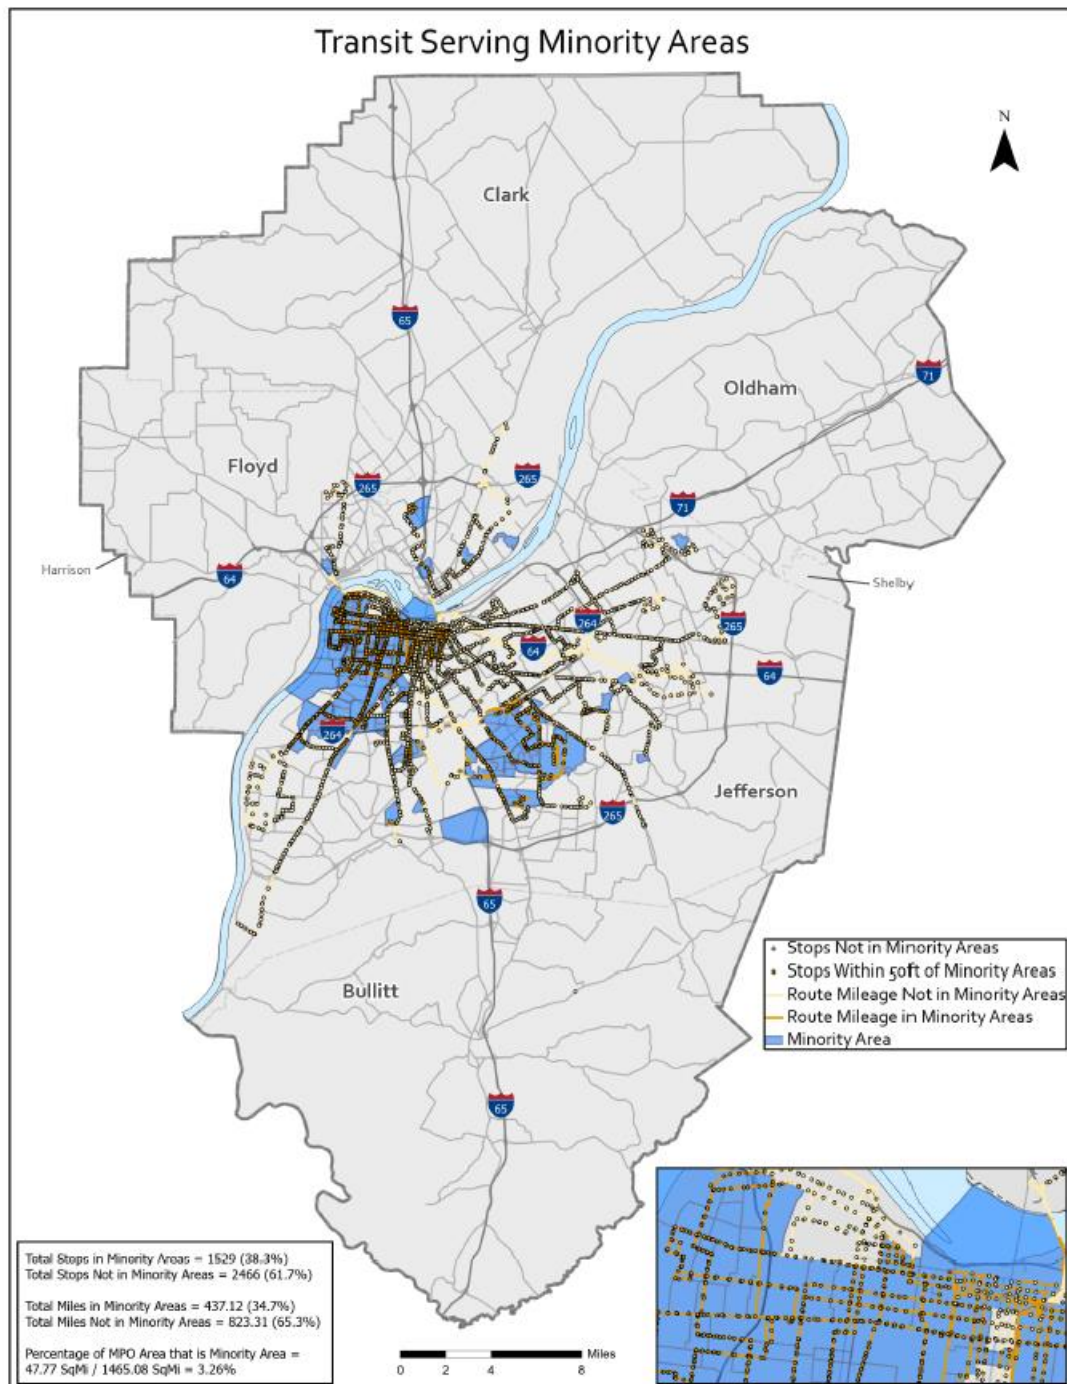 Transit Serving Minority Areas
N
Clark
65
71
Oldham
Floyd
265
265
71
Harrison
64
Shelby
264
265
64
64
264
Jefferson
265
65
Stops Not in Minority Areas
Stops Within 50ft of Minority Areas
Route Mileage Not in Minority Areas
Route Mileage in Minority Areas
Minority Area
Bullitt
65
Total Stops in Minority Areas = 1529 (38.3%)
Total Stops Not in Minority Areas = 2466 (61.7%)
Total Miles in Minority Areas = 437.12 (34.7%)
Total Miles Not in Minority Areas = 823.31 (65.3%)
Percentage of MPO Area that is Minority Area =
47.77 SqMi / 1465.08 SqMi = 3.26%
Miles
0 2 4 8